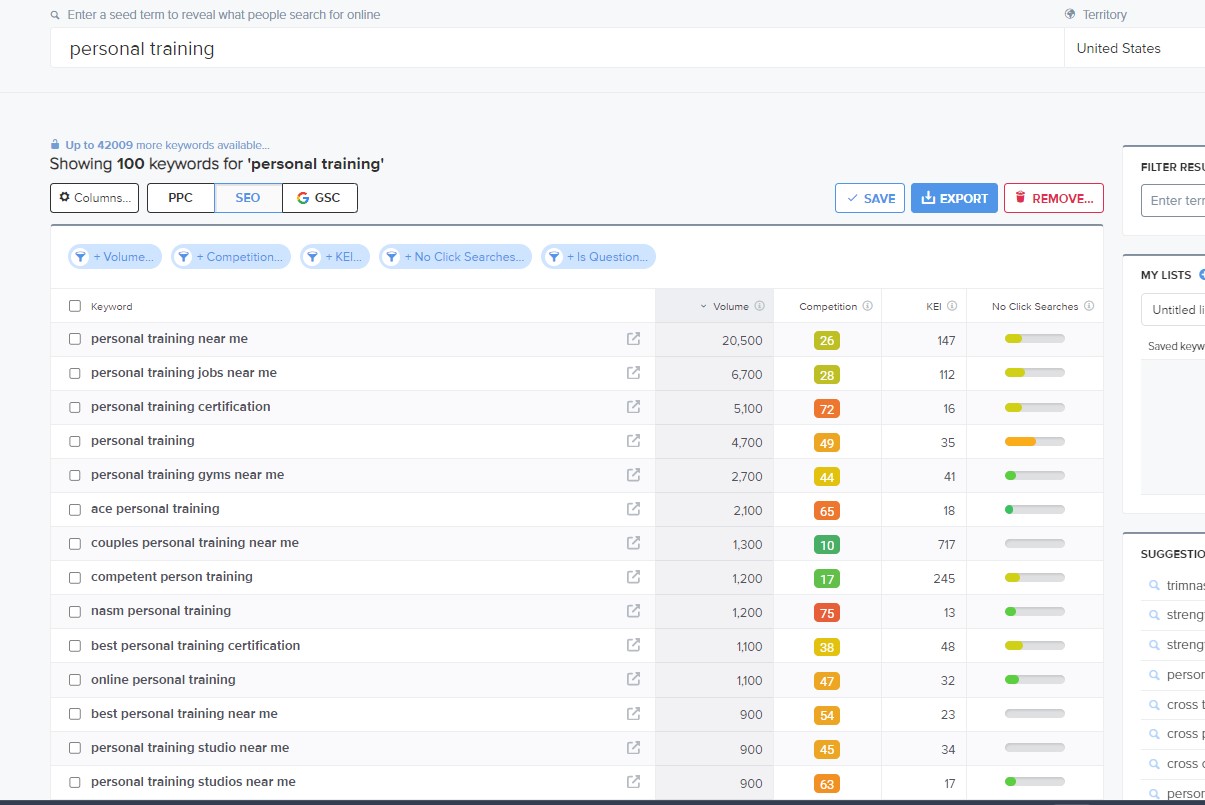 Enter a seed term to reveal what people search for online
Territory
personal training
United States
Up to 42009 more keywords available...
Showing 100 keywords for 'personal training'
Columns... PPC SEO GSC
SAVE EXPORT REMOVE...
+ Volume... + Competition... + KEI... + No Click Searches... + Is Question...
Keyword Volume Competition KEI No Click Searches
personal training near me 20,500 26 147
personal training jobs near me 6,700 28 112
personal training certification 5,100 72 16
personal training 4,700 49 35
personal training gyms near me 2,700 44 41
ace personal training 2,100 65 18
couples personal training near me 1,300 10 717
competent person training 1,200 17 245
nasm personal training 1,200 75 13
best personal training certification 1,100 38 48
online personal training 1,100 47 32
best personal training near me 900 54 23
personal training studio near me 900 45 34
personal training studios near me 900 63 17
FILTER RESU
Enter terr
MY LISTS
Untitled li
Saved keyw
SUGGESTIO
trimnas
streng
streng
person
cross t
cross p
cross c
person